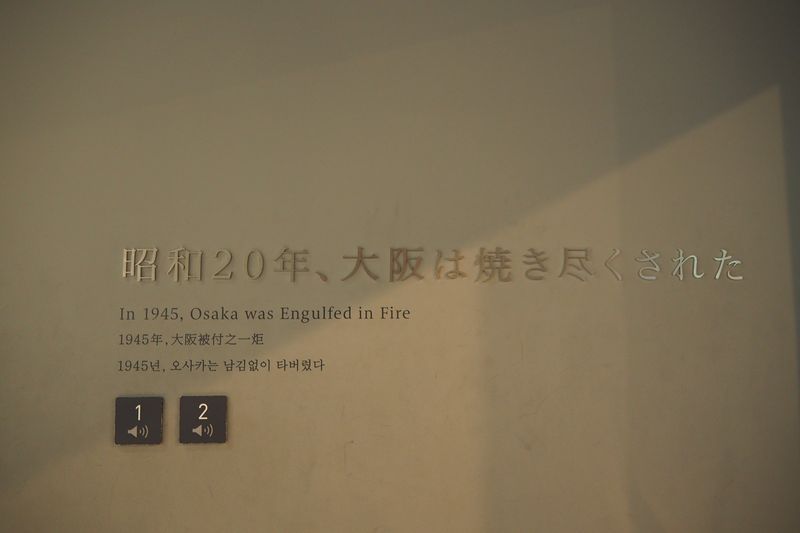 昭和20年、大阪は焼き尽くされた
In 1945, Osaka was Engulfed in Fire
1945年,大阪被付之一炬
1945년, 오사카는 남김없이 타버렸다
1 2